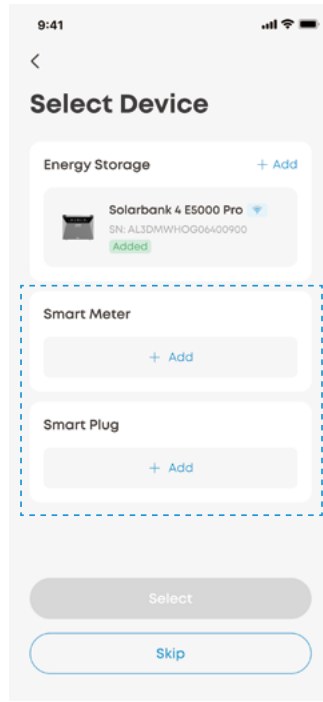 9:41
Select Device
Energy Storage + Add
Solarbank 4 E5000 Pro
SN: AL3DMWHOG06400900
Added
Smart Meter
+ Add
Smart Plug
+ Add
Select
Skip